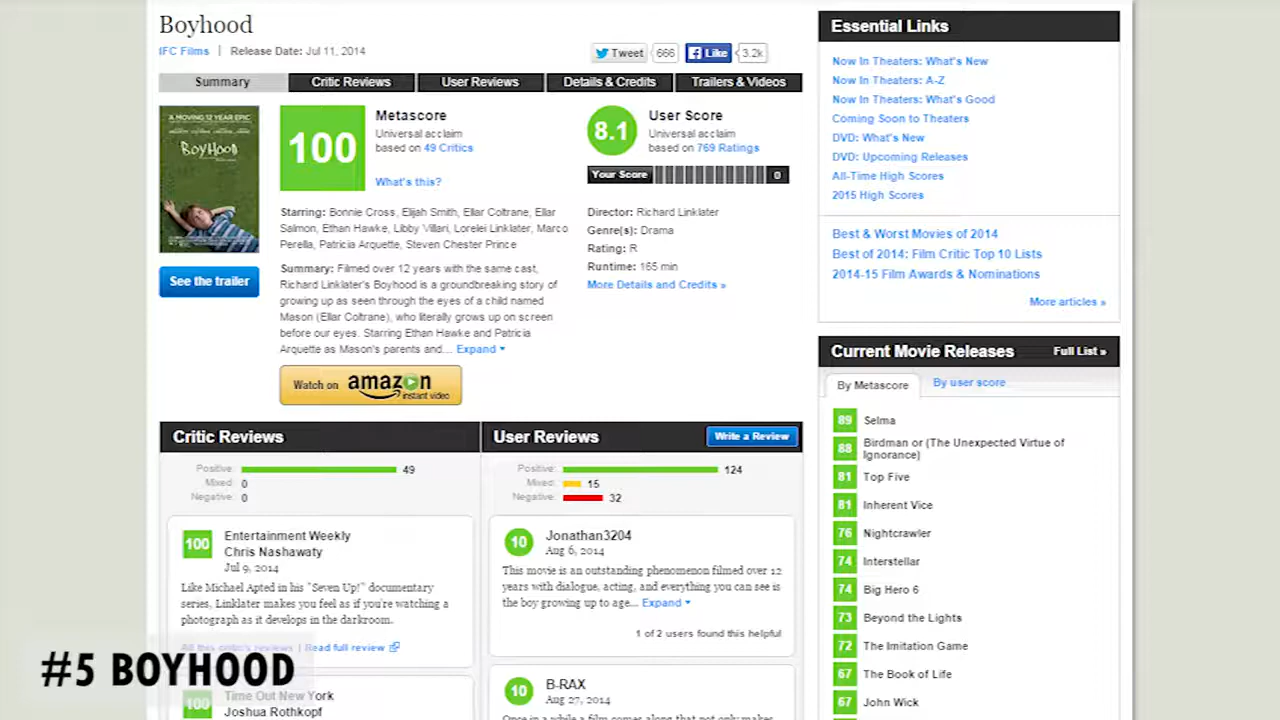 Boyhood
IFC Films | Release Date: Jul 11, 2014
Tweet 666 Like 3.2k
Summary Critic Reviews User Reviews Details & Credits Trailers & Videos
A MOVING 12 YEAR EPIC
BOYHOOD
See the trailer
100
Metascore
Universal acclaim
based on 49 Critics
What's this?
8.1
User Score
Universal acclaim
based on 769 Ratings
Your Score 0
Starring: Bonnie Cross, Elijah Smith, Ellar Coltrane, Ellar
Salmon, Ethan Hawke, Libby Villari, Lorelei Linklater, Marco
Perella, Patricia Arquette, Steven Chester Prince
Summary: Filmed over 12 years with the same cast,
Richard Linklater's Boyhood is a groundbreaking story of
growing up as seen through the eyes of a child named
Mason (Ellar Coltrane), who literally grows up on screen
before our eyes. Starring Ethan Hawke and Patricia
Arquette as Mason's parents and... Expand
Director: Richard Linklater
Genre(s): Drama
Rating: R
Runtime: 165 min
More Details and Credits »
Watch on amazon
instant video
Critic Reviews
Positive: 49
Mixed: 0
Negative: 0
100
Entertainment Weekly
Chris Nashawaty
Jul 9, 2014
Like Michael Apted in his "Seven Up!" documentary
series, Linklater makes you feel as if you're watching a
photograph as it develops in the darkroom.
All this critic's reviews | Read full review
100
Time Out New York
Joshua Rothkopf
User Reviews Write a Review
Positive: 124
Mixed: 15
Negative: 32
10
Jonathan3204
Aug 6, 2014
This movie is an outstanding phenomenon filmed over 12
years with dialogue, acting, and everything you can see is
the boy growing up to age... Expand
1 of 2 users found this helpful
10
B-RAX
Aug 27, 2014
Once in a while a film comes along that not only makes
Essential Links
Now In Theaters: What's New
Now In Theaters: A-Z
Now In Theaters: What's Good
Coming Soon to Theaters
DVD: What's New
DVD: Upcoming Releases
All-Time High Scores
2015 High Scores
Best & Worst Movies of 2014
Best of 2014: Film Critic Top 10 Lists
2014-15 Film Awards & Nominations
More articles »
Current Movie Releases Full List »
By Metascore By user score
89 Selma
88 Birdman or (The Unexpected Virtue of
Ignorance)
81 Top Five
81 Inherent Vice
76 Nightcrawler
74 Interstellar
74 Big Hero 6
73 Beyond the Lights
72 The Imitation Game
67 The Book of Life
67 John Wick
#5 BOYHOOD